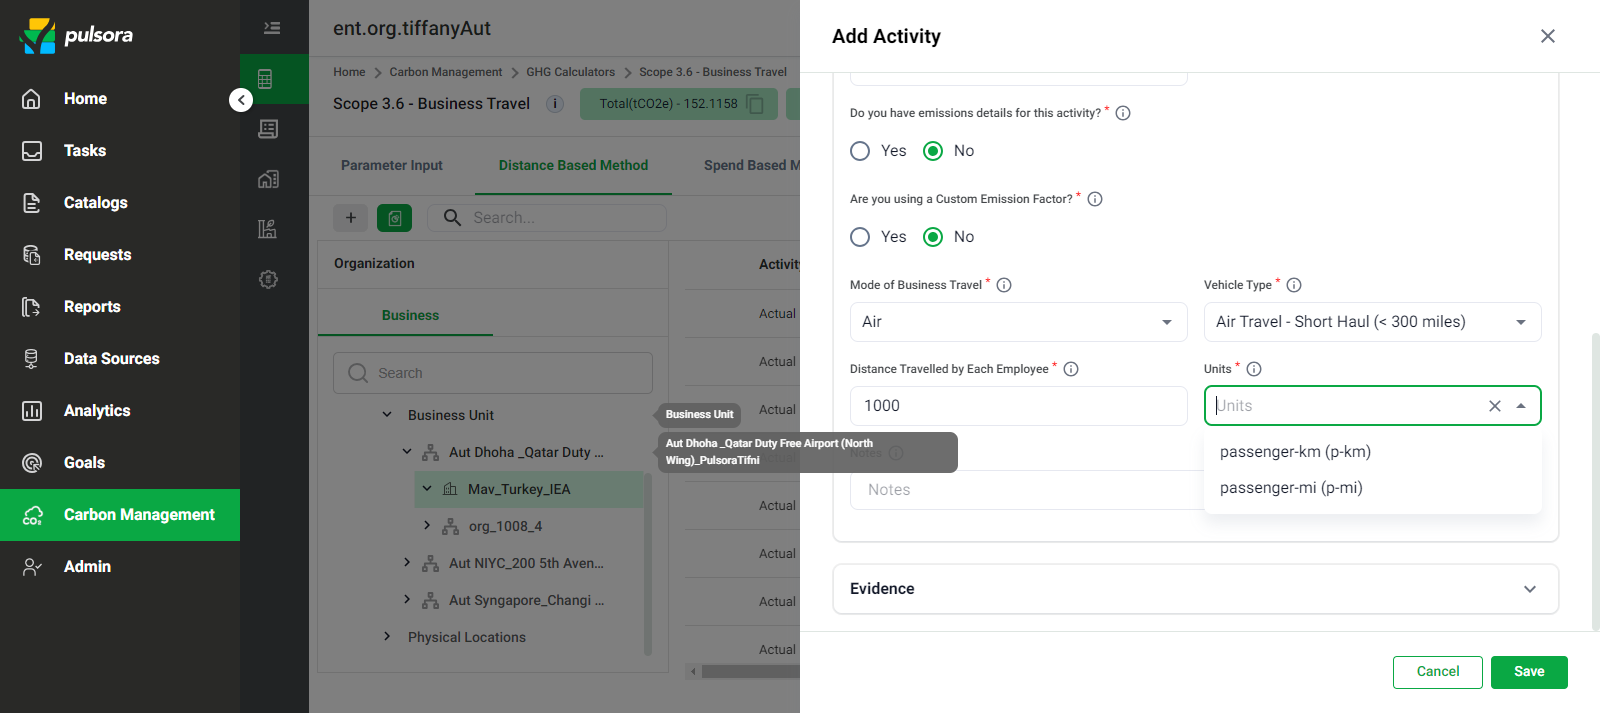 pulsora
Home
Tasks
Catalogs
Requests
Reports
Data Sources
Analytics
Goals
Carbon Management
Admin
ent.org.tiffanyAut
Home > Carbon Management > GHG Calculators > Scope 3.6 - Business Travel
Scope 3.6 - Business Travel
Total(tCO2e) - 152.1158
Parameter Input
Distance Based Method
Spend Based M
Search...
Organization
Business
Search
Business Unit
Aut Dhoha _Qatar Duty ...
Mav_Turkey_IEA
org_1008_4
Aut NIYC_200 5th Aven...
Aut Syngapore_Changi ...
Physical Locations
Business Unit
Aut Dhoha _Qatar Duty Free Airport (North
Wing)_PulsoraTifni
Activity
Actual
Actual
Actual
Actual
Actual
Actual
Actual
Add Activity
Do you have emissions details for this activity? *
Yes
No
Are you using a Custom Emission Factor? *
Yes
No
Mode of Business Travel *
Air
Vehicle Type *
Air Travel - Short Haul (< 300 miles)
Distance Travelled by Each Employee *
1000
Units *
Units
passenger-km (p-km)
passenger-mi (p-mi)
Notes
Notes
Evidence
Cancel
Save